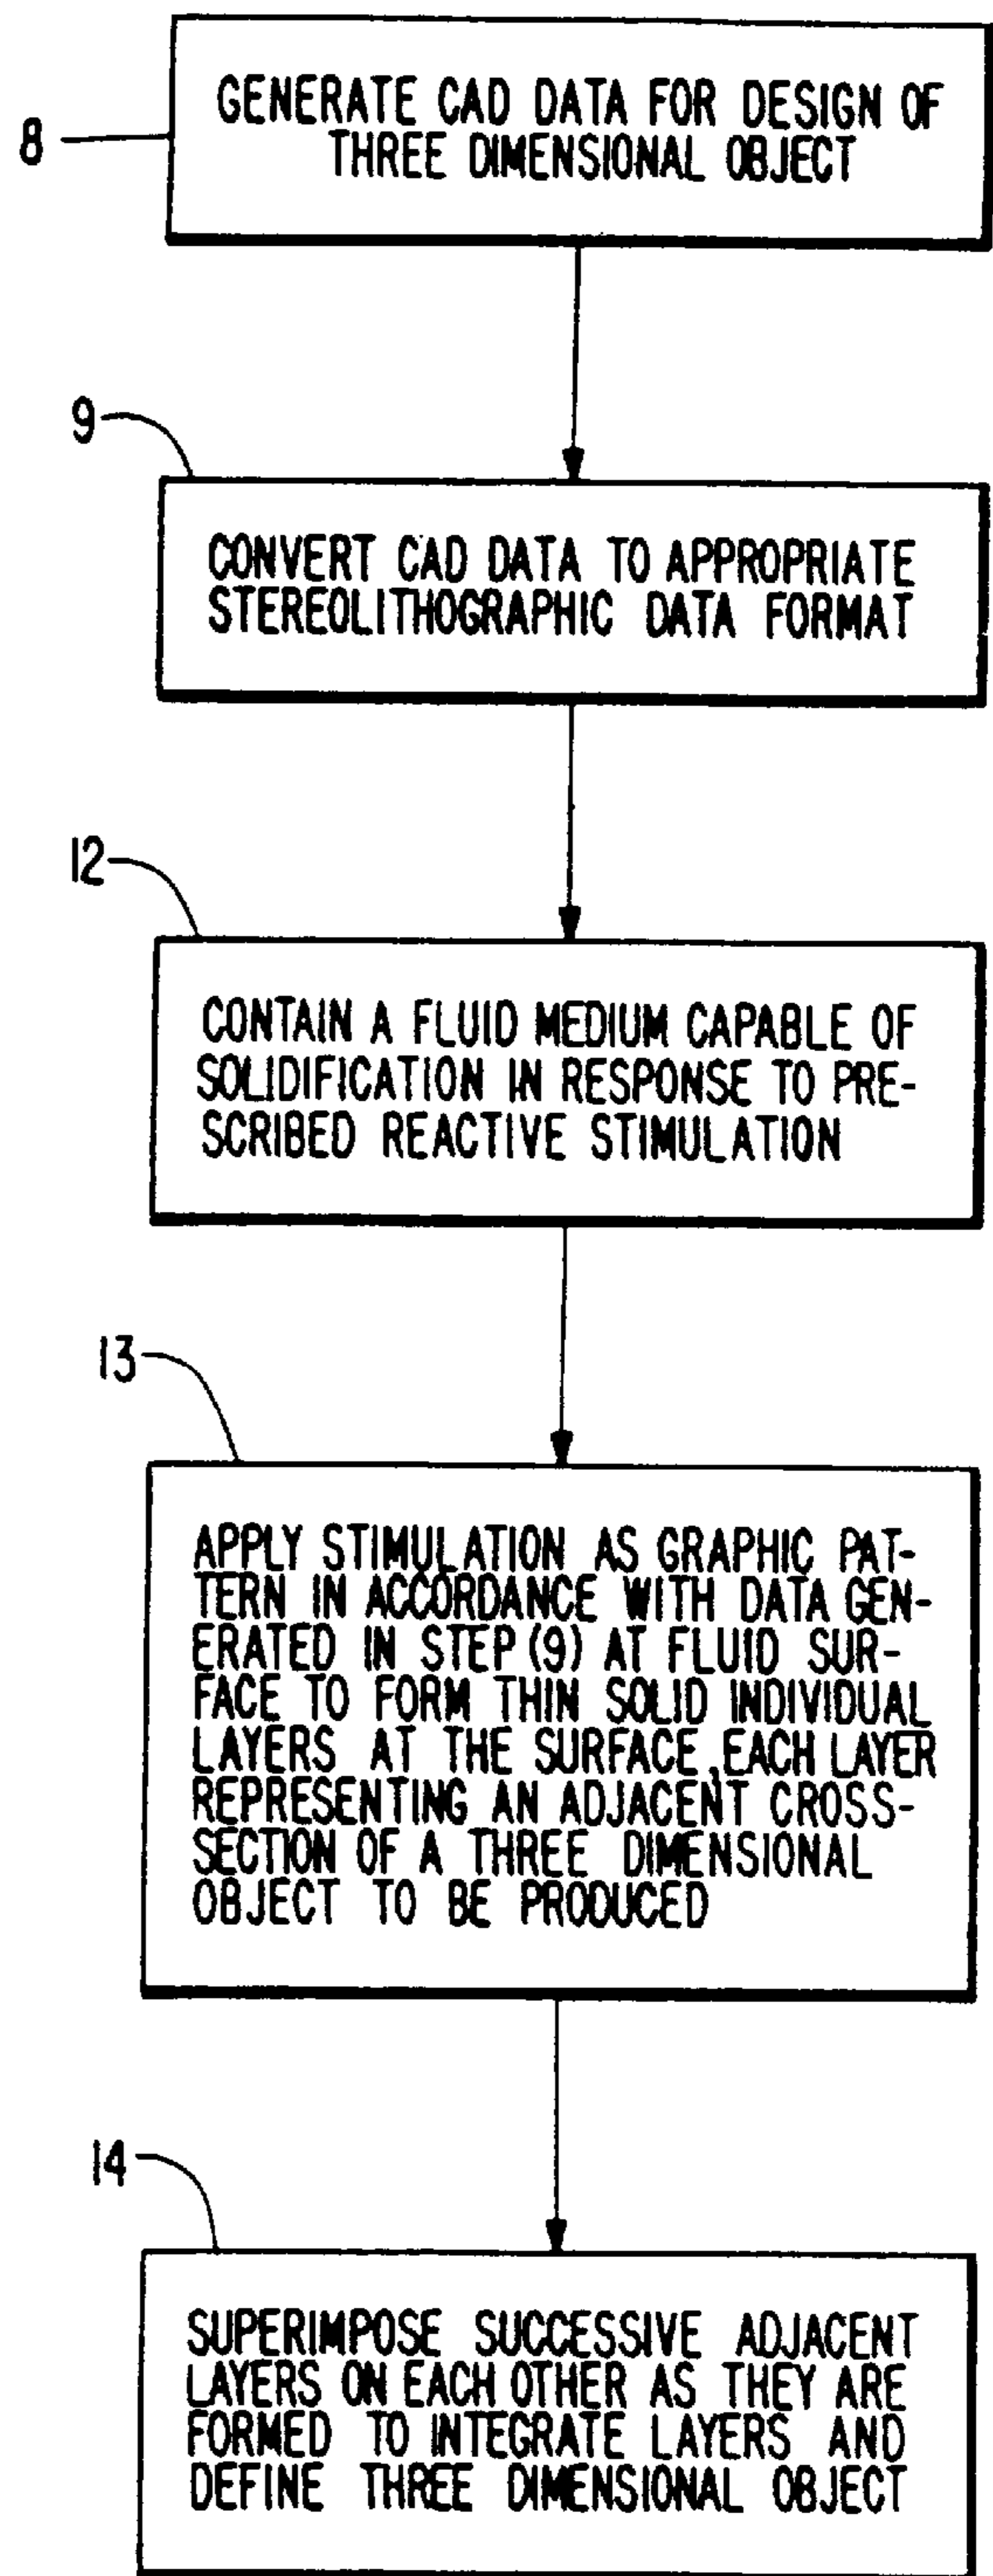 8
GENERATE CAD DATA FOR DESIGN OF
THREE DIMENSIONAL OBJECT
9
CONVERT CAD DATA TO APPROPRIATE
STEREOLITHOGRAPHIC DATA FORMAT
12
CONTAIN A FLUID MEDIUM CAPABLE OF
SOLIDIFICATION IN RESPONSE TO PRE-
SCRIBED REACTIVE STIMULATION
13
APPLY STIMULATION AS GRAPHIC PAT-
TERN IN ACCORDANCE WITH DATA GEN-
ERATED IN STEP (9) AT FLUID SUR-
FACE TO FORM THIN SOLID INDIVIDUAL
LAYERS AT THE SURFACE, EACH LAYER
REPRESENTING AN ADJACENT CROSS-
SECTION OF A THREE DIMENSIONAL
OBJECT TO BE PRODUCED
14
SUPERIMPOSE SUCCESSIVE ADJACENT
LAYERS ON EACH OTHER AS THEY ARE
FORMED TO INTEGRATE LAYERS AND
DEFINE THREE DIMENSIONAL OBJECT